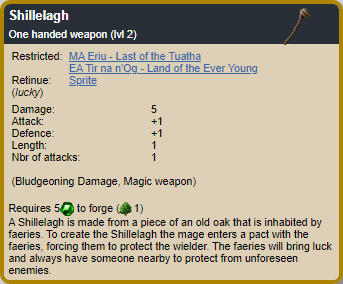 Shillelagh
One handed weapon (lvl 2)
Restricted: MA Eriu - Last of the Tuatha
EA Tir na n'Og - Land of the Ever Young
Retinue: Sprite
(lucky)
Damage: 5
Attack: +1
Defence: +1
Length: 1
Nbr of attacks: 1
(Bludgeoning Damage, Magic weapon)
Requires 5 to forge ( 1)
A Shillelagh is made from a piece of an old oak that is inhabited by
faeries. To create the Shillelagh the mage enters a pact with the
faeries, forcing them to protect the wielder. The faeries will bring luck
and always have someone nearby to protect from unforeseen
enemies.